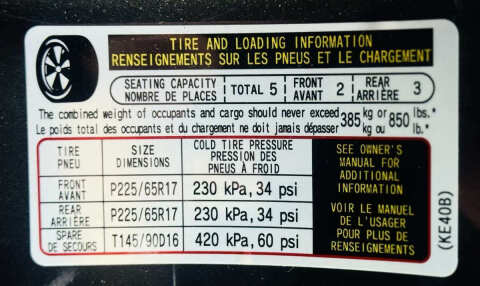 TIRE AND LOADING INFORMATION
RENSEIGNEMENTS SUR LES PNEUS ET LE CHARGEMENT
SEATING CAPACITY
NOMBRE DE PLACES
TOTAL 5
FRONT
AVANT
2
REAR
ARRIÈRE
3
The combined weight of occupants and cargo should never exceed
Le poids total des occupants et du chargement ne doit jamais dépasser
385 kg or
kg ou
850 lbs.*
lb.*
TIRE
PNEU
SIZE
DIMENSIONS
COLD TIRE PRESSURE
PRESSION DES
PNEUS À FROID
FRONT
AVANT
P225/65R17
230 kPa, 34 psi
REAR
ARRIÈRE
P225/65R17
230 kPa, 34 psi
SPARE
DE SECOURS
T145/90D16
420 kPa, 60 psi
SEE OWNER'S
MANUAL FOR
ADDITIONAL
INFORMATION
VOIR LE MANUEL
DE L'USAGER
POUR PLUS DE
RENSEIGNEMENTS
(KE40B)